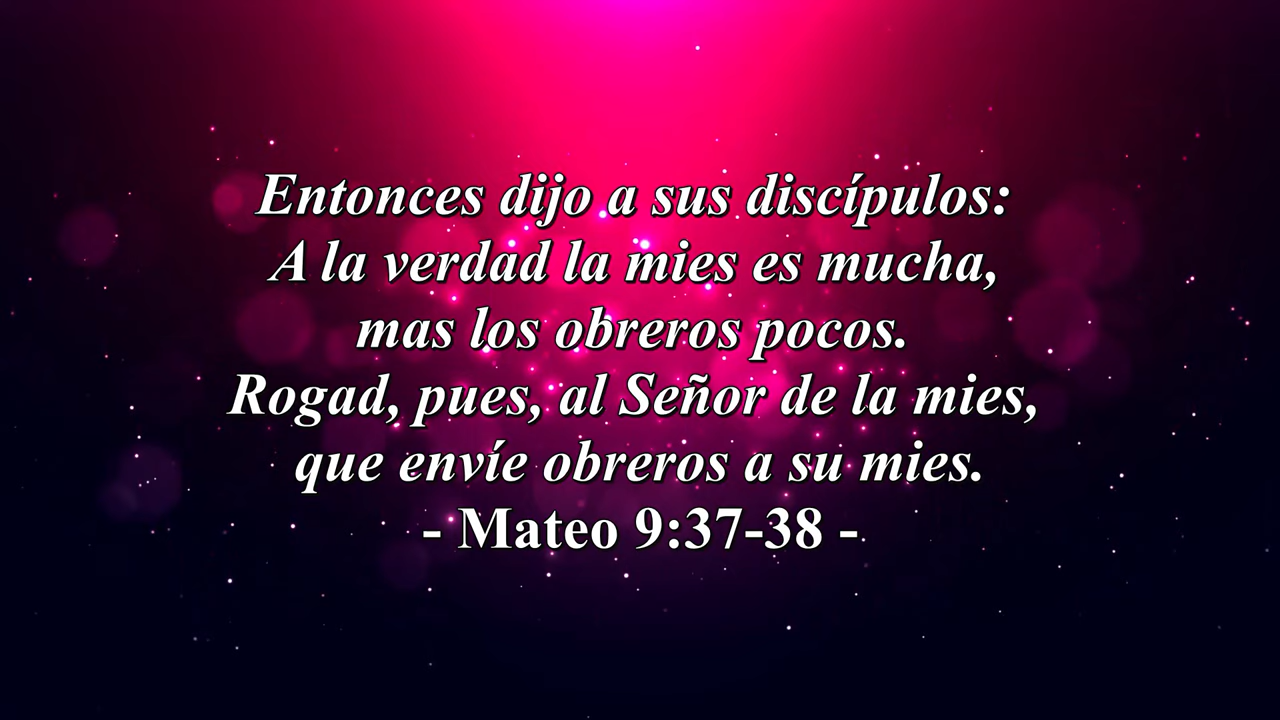 Entonces dijo a sus discípulos:
A la verdad la mies es mucha,
mas los obreros pocos.
Rogad, pues, al Señor de la mies,
que envíe obreros a su mies.
- Mateo 9:37-38 -